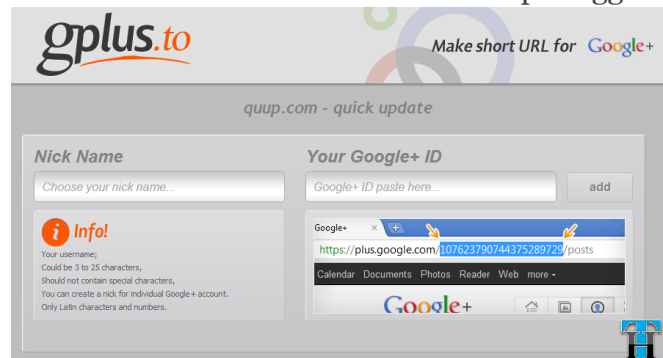 gplus.to
Make short URL for Google+
quup.com - quick update
Nick Name
Your Google+ ID
Choose your nick name...
Google+ ID paste here...
add
Info!
Your username;
Could be 3 to 25 characters,
Should not contain special characters,
You can create a nick for individual Google+ account.
Only Latin characters and numbers.
Google+
https://plus.google.com/107623790744375289729/posts
Calendar Documents Photos Reader Web more
Google+